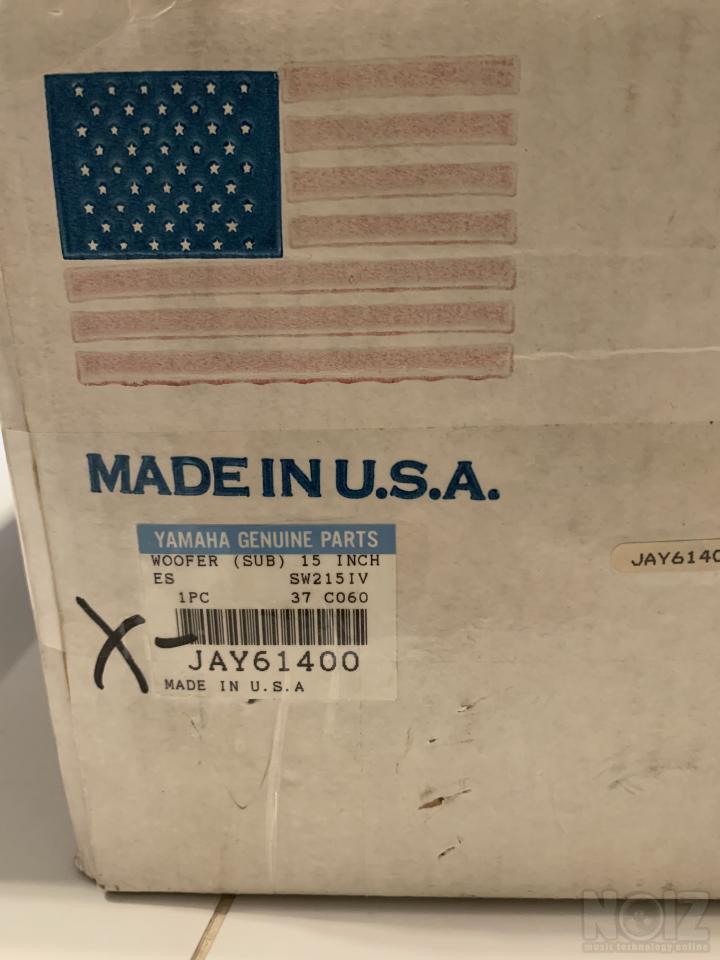 MADE IN U.S.A.
YAMAHA GENUINE PARTS
WOOFER (SUB) 15 INCH
ES SW215IV
1PC 37 C060
X-
JAY61400
MADE IN U.S.A
JAY6140
NOIZ
music technology online